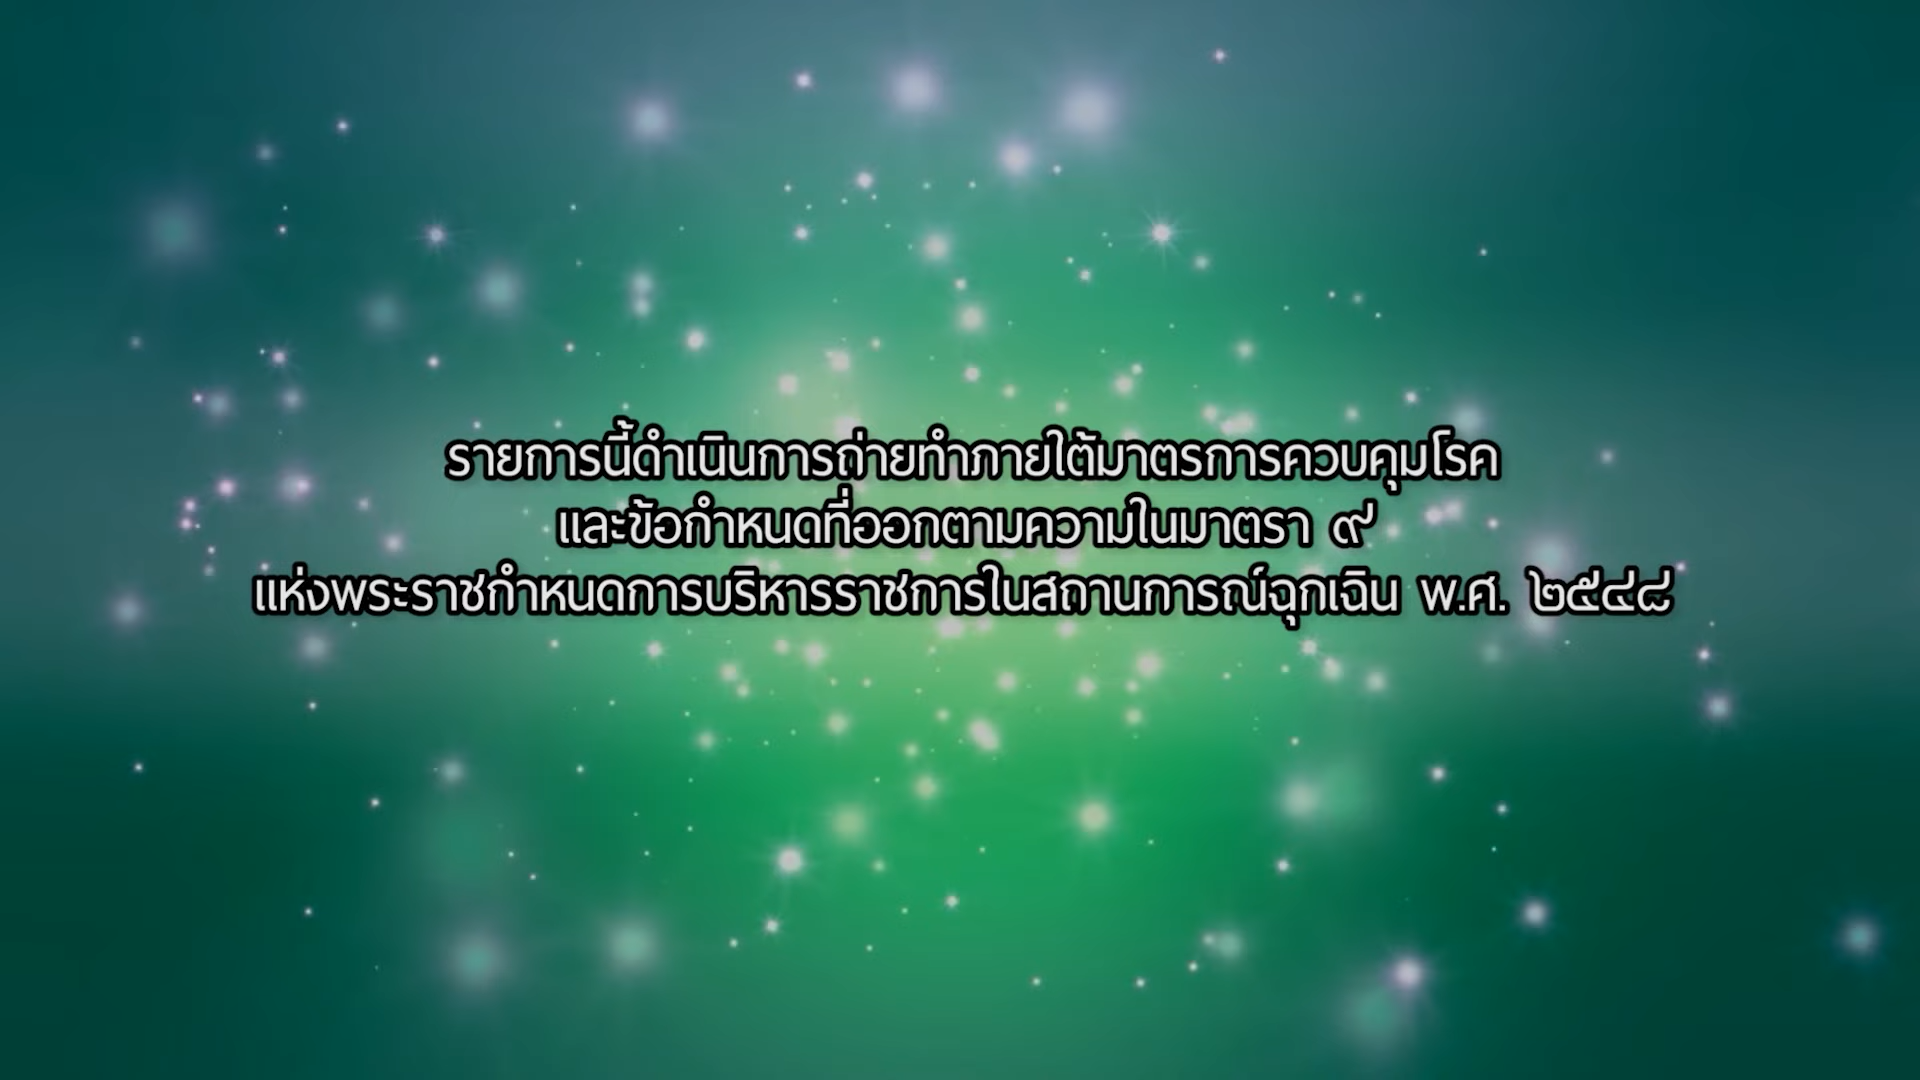 รายการนี้ดำเนินการถ่ายทำภายใต้มาตรการควบคุมโรค
และข้อกำหนดที่ออกตามความในมาตรา ๙
แห่งพระราชกำหนดการบริหารราชการในสถานการณ์ฉุกเฉิน พ.ศ. ๒๕๔๘